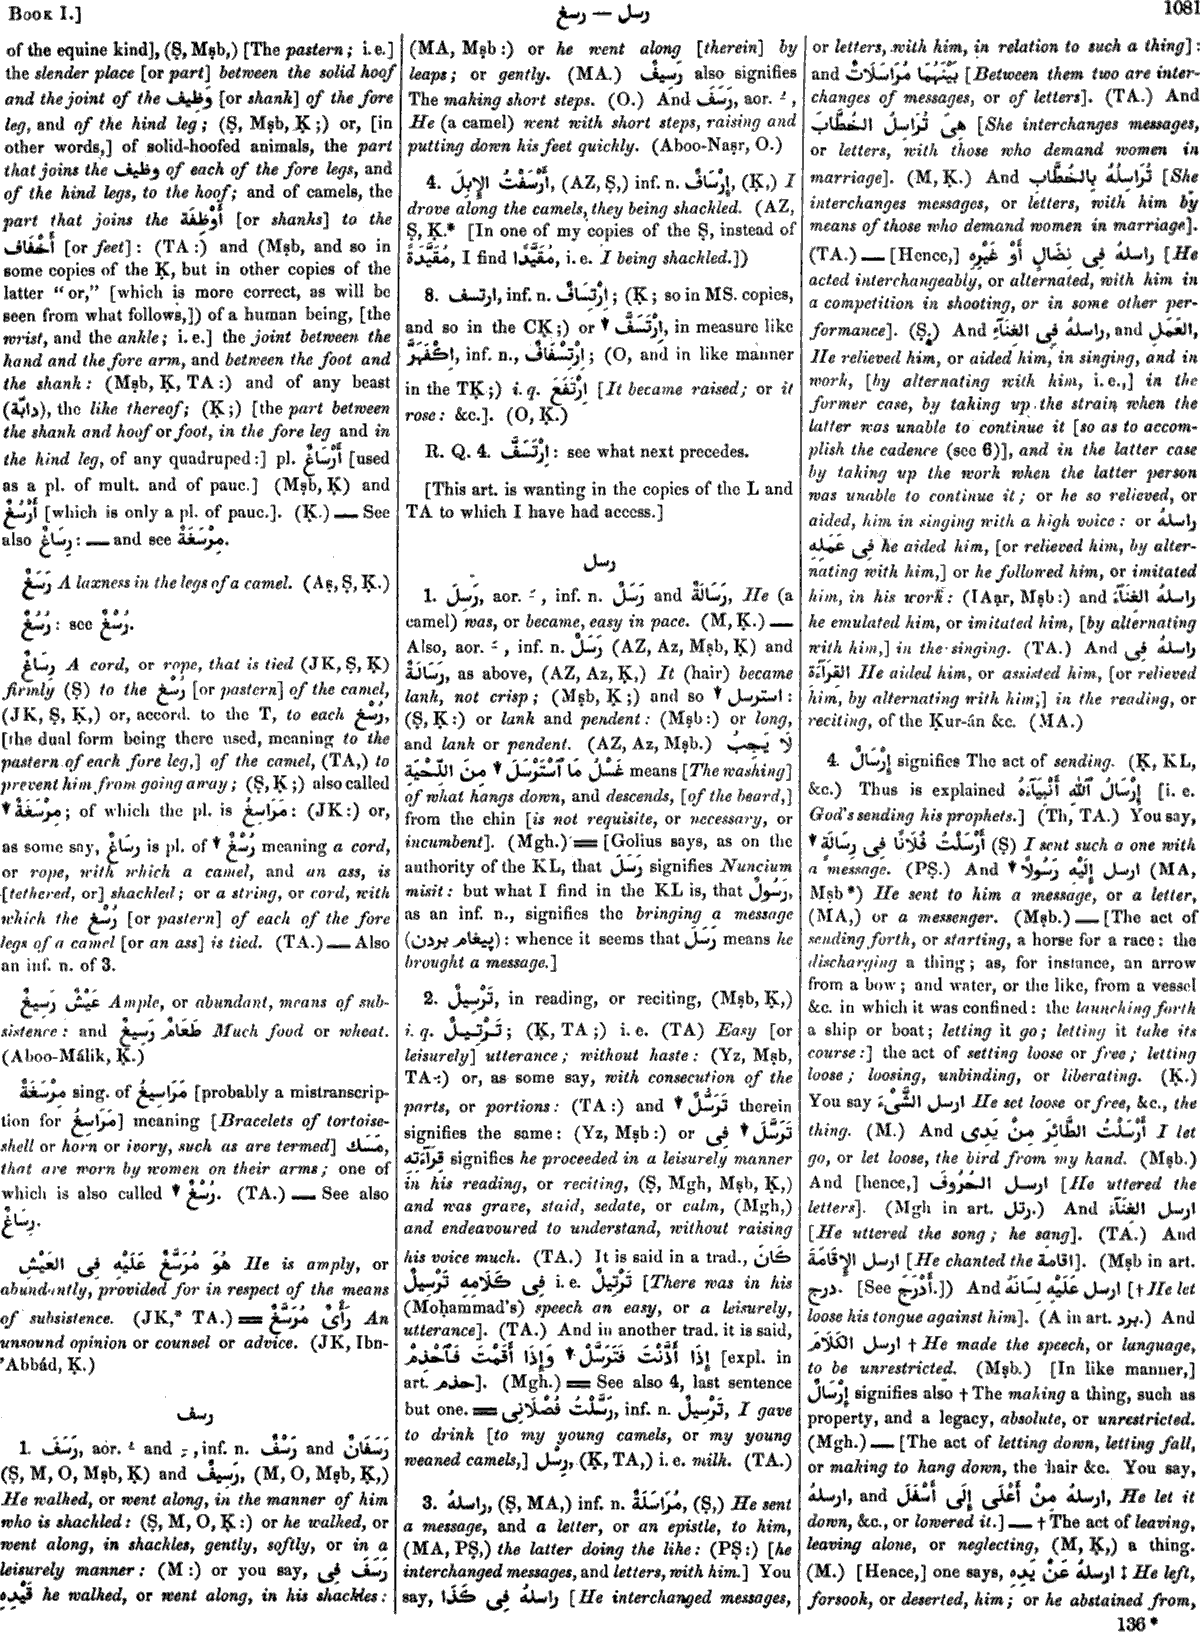 BOOK I.]
رسل — رسغ
1081
of the equine kind], (Ṣ, Mṣb,) [The pastern; i.e.]
the slender place [or part] between the solid hoof
and the joint of the وَظِيف [or shank] of the fore
leg, and of the hind leg; (Ṣ, Mṣb, Ḳ;) or, [in
other words,] of solid-hoofed animals, the part
that joins the وظيف of each of the fore legs, and
of the hind legs, to the hoof; and of camels, the
part that joins the أَوْظِفَة [or shanks] to the
أَخْفَاف [or feet]: (TA:) and (Mṣb, and so in
some copies of the Ḳ, but in other copies of the
latter "or," [which is more correct, as will be
seen from what follows,]) of a human being, [the
wrist, and the ankle; i.e.] the joint between the
hand and the fore arm, and between the foot and
the shank: (Mṣb, Ḳ, TA:) and of any beast
(دابّة), the like thereof; (Ḳ;) [the part between
the shank and hoof or foot, in the fore leg and in
the hind leg, of any quadruped:] pl. أَرْسَاغٌ [used
as a pl. of mult. and of pauc.] (Mṣb, Ḳ) and
أَرْسُغٌ [which is only a pl. of pauc.]. (Ḳ.) — See
also رِسَاغٌ: — and see مِرْسَغَةٌ.
رَسَغٌ A laxness in the legs of a camel. (Aṣ, Ṣ, Ḳ.)
رُسُغٌ: see رُسْغٌ.
رِسَاغٌ A cord, or rope, that is tied (JK, Ṣ, Ḳ)
firmly (Ṣ) to the رُسْغ [or pastern] of the camel,
(JK, Ṣ, Ḳ,) or, accord. to the T, to each رُسْغ,
[the dual form being there used, meaning to the
pastern of each fore leg,] of the camel, (TA,) to
prevent him from going away; (Ṣ, Ḳ;) also called
▼ مِرْسَغَةٌ; of which the pl. is مَرَاسِغُ: (JK:) or,
as some say, رِسَاغٌ is pl. of ▼ رُسْغٌ meaning a cord,
or rope, with which a camel, and an ass, is
[tethered, or] shackled; or a string, or cord, with
which the رُسْغ [or pastern] of each of the fore
legs of a camel [or an ass] is tied. (TA.) — Also
an inf. n. of 3.
عَيْشٌ رَسِيغٌ Ample, or abundant, means of sub-
sistence: and طَعَامٌ رَسِيغٌ Much food or wheat.
(Aboo-Málik, Ḳ.)
مِرْسَغَةٌ sing. of مَرَاسِيغُ [probably a mistranscrip-
tion for مَرَاسِغُ] meaning [Bracelets of tortoise-
shell or horn or ivory, such as are termed] مَسَك,
that are worn by women on their arms; one of
which is also called ▼ رُسْغٌ. (TA.) — See also
رِسَاغٌ.
هُوَ مُرَسَّغٌ عَلَيْهِ فِى العَيْشِ He is amply, or
abundantly, provided for in respect of the means
of subsistence. (JK,* TA.) ═ رَأْىٌ مُرَسَّغٌ An
unsound opinion or counsel or advice. (JK, Ibn-
'Abbád, Ḳ.)
رسف
1. رَسَفَ, aor. ـُ and ـِ, inf. n. رَسْفٌ and رَسَفَانٌ
(Ṣ, M, O, Mṣb, Ḳ) and رَسِيفٌ, (M, O, Mṣb, Ḳ,)
He walked, or went along, in the manner of him
who is shackled: (Ṣ, M, O, Ḳ:) or he walked, or
went along, in shackles, gently, softly, or in a
leisurely manner: (M:) or you say, رَسَفَ فِى
قَيْدِهِ he walked, or went along, in his shackles:
(MA, Mṣb:) or he went along [therein] by
leaps; or gently. (MA.) رَسِيفٌ also signifies
The making short steps. (O.) And رَسَفَ, aor. ـُ,
He (a camel) went with short steps, raising and
putting down his feet quickly. (Aboo-Naṣr, O.)
4. أَرْسَفْتُ الإِبِلَ, (AZ, Ṣ,) inf. n. إِرْسَافٌ, (Ḳ,) I
drove along the camels, they being shackled. (AZ,
Ṣ, Ḳ.* [In one of my copies of the Ṣ, instead of
مُقَيَّدَةً, I find مُقَيَّدًا, i.e. I being shackled.])
8. ارتسف, inf. n. ارْتِسَافٌ; (Ḳ; so in MS. copies,
and so in the CḲ;) or ▼ ارْتَسَفَّ, in measure like
اكْفَهَرَّ, inf. n., ارْتِسْفَافٌ; (O, and in like manner
in the TḲ;) i. q. ارْتَفَعَ [It became raised; or it
rose: &c.]. (O, Ḳ.)
R. Q. 4. ارْتَسَفَّ: see what next precedes.
[This art. is wanting in the copies of the L and
TA to which I have had access.]
رسل
1. رَسِلَ, aor. ـَ, inf. n. رَسَلٌ and رَسَالَةٌ, He (a
camel) was, or became, easy in pace. (M, Ḳ.) —
Also, aor. ـَ, inf. n. رَسَلٌ (AZ, Az, Mṣb, Ḳ) and
رَسَالَةٌ, as above, (AZ, Az, Ḳ,) It (hair) became
lank, not crisp; (Mṣb, Ḳ;) and so ▼ استرسل:
(Ṣ, Ḳ:) or lank and pendent: (Mṣb:) or long,
and lank or pendent. (AZ, Az, Mṣb.) لَا يَجِبُ
غَسْلُ مَا ٱسْتَرْسَلَ ▼ مِنَ اللِّحْيَةِ means [The washing]
of what hangs down, and descends, [of the beard,]
from the chin [is not requisite, or necessary, or
incumbent]. (Mgh.) ═ [Golius says, as on the
authority of the KL, that رَسَلَ signifies Nuncium
misit: but what I find in the KL is, that رَسُولٌ,
as an inf. n., signifies the bringing a message
(پيغام بردن): whence it seems that رَسَلَ means he
brought a message.]
2. تَرْسِيلٌ, in reading, or reciting, (Mṣb, Ḳ,)
i. q. تَرْتِيلٌ; (Ḳ, TA;) i. e. (TA) Easy [or
leisurely] utterance; without haste: (Yz, Mṣb,
TA:) or, as some say, with consecution of the
parts, or portions: (TA:) and ▼ تَرَسُّلٌ therein
signifies the same: (Yz, Mṣb:) or ▼ تَرَسَّلَ فِى
قِرَآءَتِهِ signifies he proceeded in a leisurely manner
in his reading, or reciting, (Ṣ, Mgh, Mṣb, Ḳ,)
and was grave, staid, sedate, or calm, (Mgh,)
and endeavoured to understand, without raising
his voice much. (TA.) It is said in a trad., كَانَ
فِى كَلَامِهِ تَرْسِيلٌ i. e. تَرْتِيلٌ [There was in his
(Moḥammad's) speech an easy, or a leisurely,
utterance]. (TA.) And in another trad. it is said,
إِذَا أَذَّنْتَ فَتَرَسَّلْ ▼ وَإِذَا أَقَمْتَ فَٱحْذِمْ [expl. in
art. حذم]. (Mgh.) ═ See also 4, last sentence
but one. ═ رَسَّلْتُ فُصْلَانِى, inf. n. تَرْسِيلٌ, I gave
to drink [to my young camels, or my young
weaned camels,] رِسْل, (Ḳ, TA,) i. e. milk. (TA.)
3. راسلهُ, (Ṣ, MA,) inf. n. مُرَاسَلَةٌ, (Ṣ,) He sent
a message, and a letter, or an epistle, to him,
(MA, PṢ,) the latter doing the like: (PṢ:) [he
interchanged messages, and letters, with him.] You
say, راسلهُ فِى كَذَا [He interchanged messages,
or letters, with him, in relation to such a thing]:
and بَيْنَهُمَا مُرَاسَلَاتٌ [Between them two are inter-
changes of messages, or of letters]. (TA.) And
هِىَ تُرَاسِلُ الخُطَّابَ [She interchanges messages,
or letters, with those who demand women in
marriage]. (M, Ḳ.) And تُرَاسِلُهُ بِالخُطَّابِ [She
interchanges messages, or letters, with him by
means of those who demand women in marriage].
(TA.) — [Hence,] راسلهُ فِى نِضَالٍ أَوْ غَيْرِهِ [He
acted interchangeably, or alternated, with him in
a competition in shooting, or in some other per-
formance]. (Ṣ.) And راسلهُ فِى الغِنَآءِ, and العَمَلِ,
He relieved him, or aided him, in singing, and in
work, [by alternating with him, i. e.,] in the
former case, by taking up the strain when the
latter was unable to continue it [so as to accom-
plish the cadence (see 6)], and in the latter case
by taking up the work when the latter person
was unable to continue it; or he so relieved, or
aided, him in singing with a high voice: or راسلهُ
فِى عَمَلِهِ he aided him, [or relieved him, by alter-
nating with him,] or he followed him, or imitated
him, in his work: (IAạr, Mṣb:) and راسلهُ الغِنَآءَ
he emulated him, or imitated him, [by alternating
with him,] in the singing. (TA.) And راسلهُ فِى
القِرَآءَةِ He aided him, or assisted him, [or relieved
him, by alternating with him;] in the reading, or
reciting, of the Ḳur-án &c. (MA.)
4. إِرْسَالٌ signifies The act of sending. (Ḳ, KL,
&c.) Thus is explained إِرْسَالُ ٱللّٰهِ أَنْبِيَآءَهُ [i. e.
God's sending his prophets.] (Th, TA.) You say,
▼ أَرْسَلْتُ فُلَانًا فِى رِسَالَةٍ (Ṣ) I sent such a one with
a message. (PṢ.) And ▼ ارسل إِلَيْهِ رَسُولًا (MA,
Mṣb*) He sent to him a message, or a letter,
(MA,) or a messenger. (Mṣb.) — [The act of
sending forth, or starting, a horse for a race: the
discharging a thing; as, for instance, an arrow
from a bow; and water, or the like, from a vessel
&c. in which it was confined: the launching forth
a ship or boat; letting it go; letting it take its
course:] the act of setting loose or free; letting
loose; loosing, unbinding, or liberating. (Ḳ.)
You say ارسل الشَّىْءَ He set loose or free, &c., the
thing. (M.) And أَرْسَلْتُ الطَّائِرَ مِنْ يَدِى I let
go, or let loose, the bird from my hand. (Mṣb.)
And [hence,] ارسل الحُرُوفَ [He uttered the
letters]. (Mgh in art. رتل.) And ارسل الغِنَآءَ
[He uttered the song; he sang]. (TA.) And
ارسل الإِقَامَةَ [He chanted the اقامة]. (Mṣb in art.
درج. [See أَدْرَجَ.]) And ارسل عَلَيْهِ لِسَانَهُ [† He let
loose his tongue against him]. (A in art. برد.) And
ارسل الكَلَامَ † He made the speech, or language,
to be unrestricted. (Mṣb.) [In like manner,]
إِرْسَالٌ signifies also † The making a thing, such as
property, and a legacy, absolute, or unrestricted.
(Mgh.) — [The act of letting down, letting fall,
or making to hang down, the hair &c. You say,
ارسلهُ, and ارسلهُ مِنْ أَعْلَى إِلَى أَسْفَلَ, He let it
down, &c., or lowered it.] — † The act of leaving,
leaving alone, or neglecting, (M, Ḳ,) a thing.
(M.) [Hence,] one says, ارسلهُ عَنْ يَدِهِ ‡ He left,
forsook, or deserted, him; or he abstained from,
136*